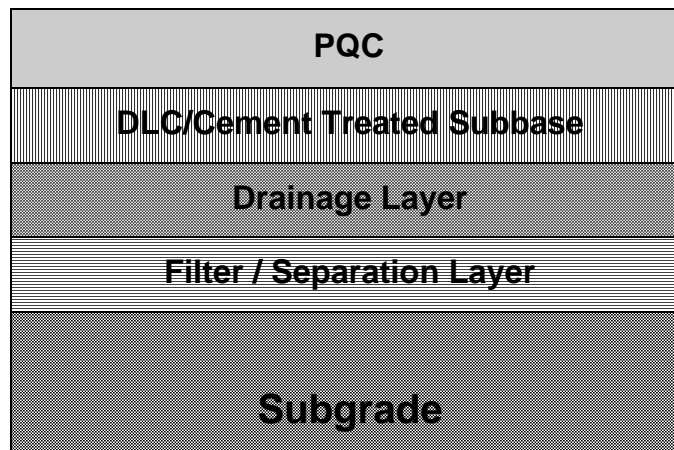 PQC
DLC/Cement Treated Subbase
Drainage Layer
Filter / Separation Layer
Subgrade